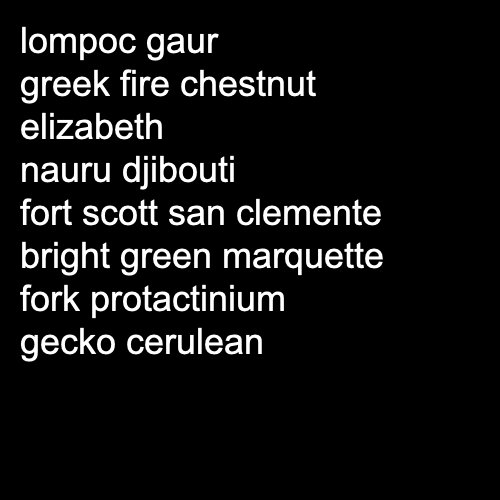 lompoc gaur
greek fire chestnut
elizabeth
nauru djibouti
fort scott san clemente
bright green marquette
fork protactinium
gecko cerulean